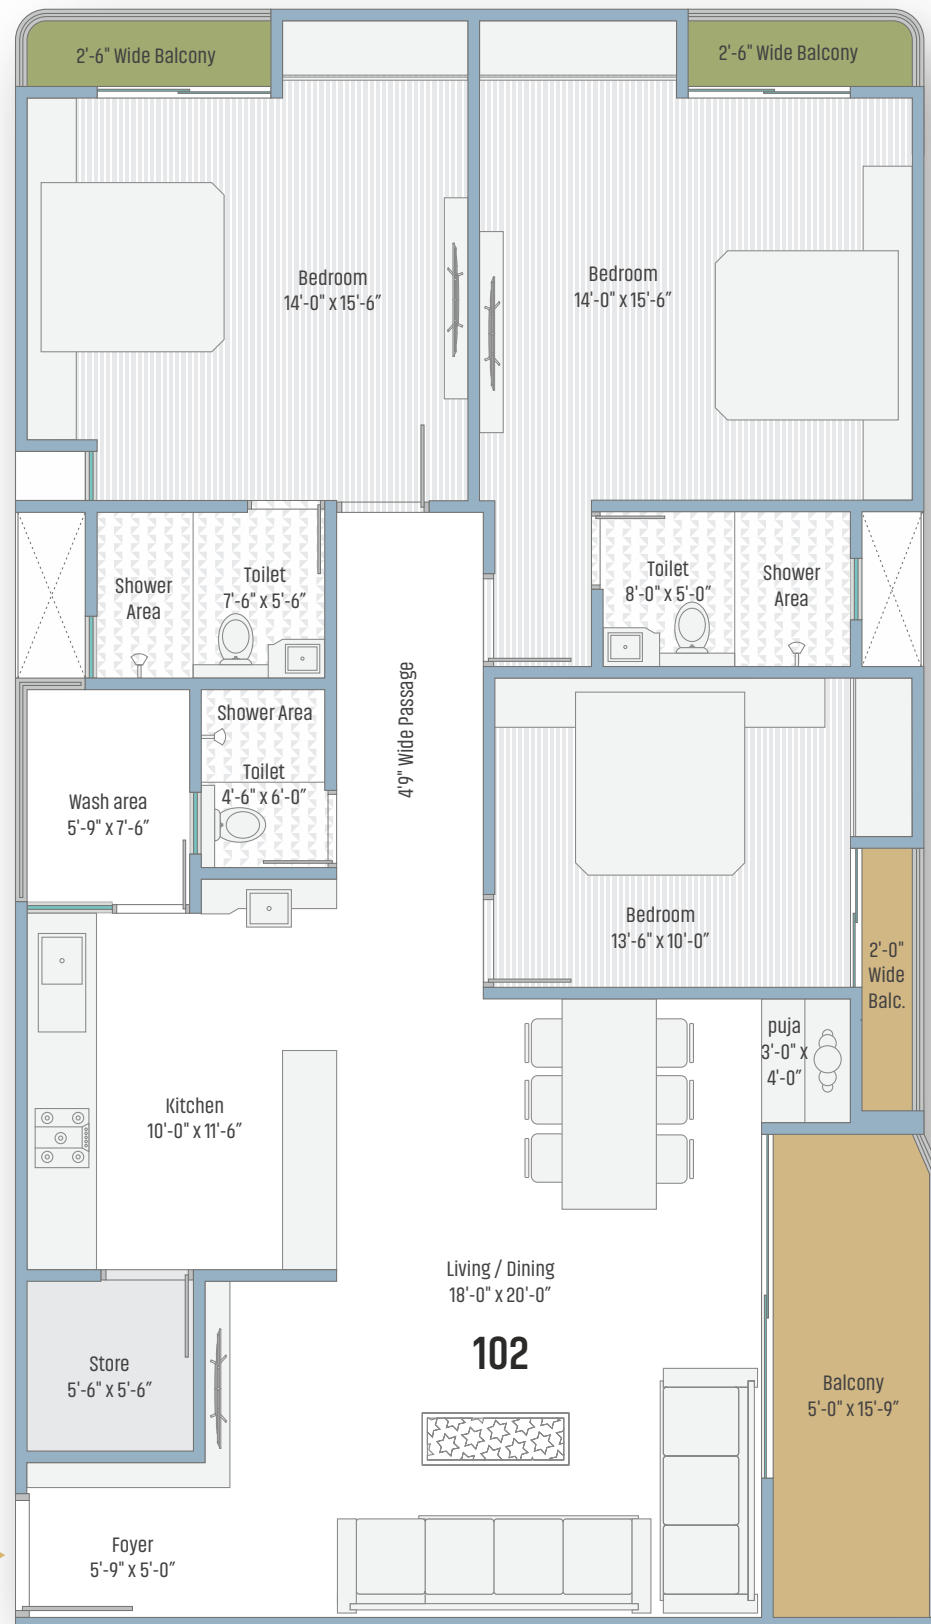 2'-6" Wide Balcony
2'-6" Wide Balcony
Bedroom
14'-0" x 15'-6"
Bedroom
14'-0" x 15'-6"
Shower
Area
Toilet
7'-6" x 5'-6"
Toilet
8'-0" x 5'-0"
Shower
Area
4'9" Wide Passage
Shower Area
Toilet
4'-6" x 6'-0"
Wash area
5'-9" x 7'-6"
Bedroom
13'-6" x 10'-0"
2'-0"
Wide
Balc.
puja
3'-0" x
4'-0"
Kitchen
10'-0" x 11'-6"
Living / Dining
18'-0" x 20'-0"
102
Store
5'-6" x 5'-6"
Balcony
5'-0" x 15'-9"
Foyer
5'-9" x 5'-0"